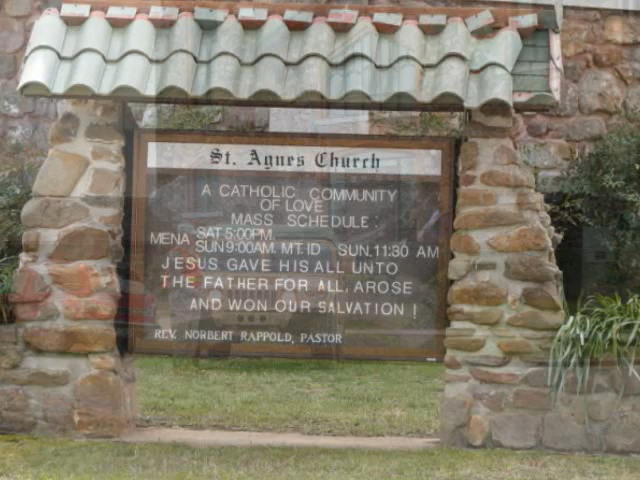 St. Agnes Church
A CATHOLIC COMMUNITY
OF LOVE
MASS SCHEDULE:
MENA SAT 5:00PM.
SUN 9:00AM. MT. ID SUN. 11:30 AM
JESUS GAVE HIS ALL UNTO
THE FATHER FOR ALL, AROSE
AND WON OUR SALVATION!
REV. NORBERT RAPPOLD, PASTOR